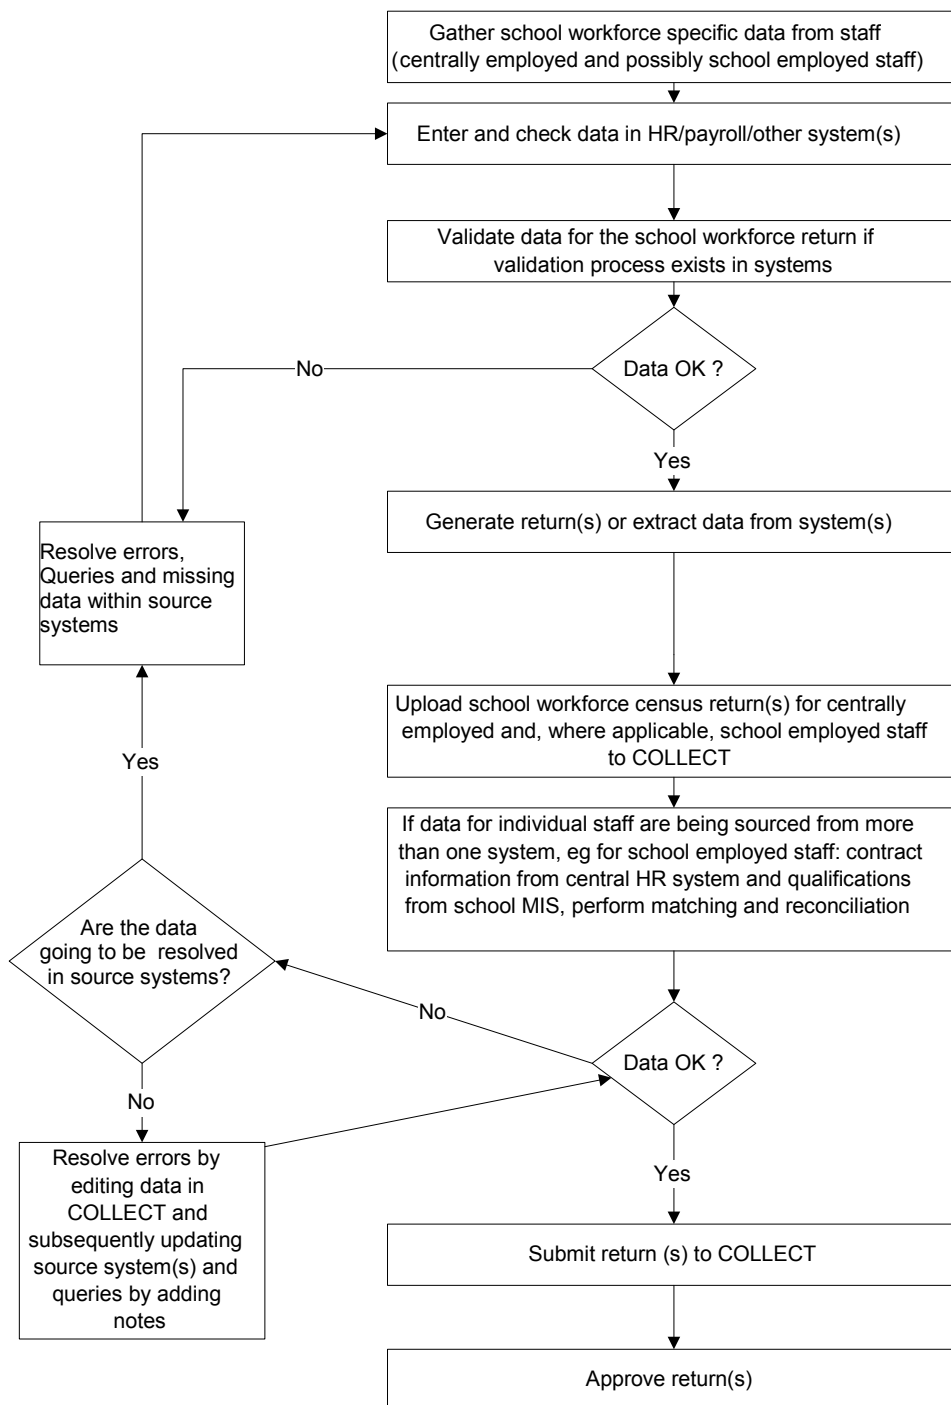 Gather school workforce specific data from staff
(centrally employed and possibly school employed staff)
Enter and check data in HR/payroll/other system(s)
Validate data for the school workforce return if
validation process exists in systems
No
Data OK ?
Yes
Generate return(s) or extract data from system(s)
Resolve errors,
Queries and missing
data within source
systems
Upload school workforce census return(s) for centrally
employed and, where applicable, school employed staff
to COLLECT
Yes
If data for individual staff are being sourced from more
than one system, eg for school employed staff: contract
information from central HR system and qualifications
from school MIS, perform matching and reconciliation
Are the data
going to be resolved
in source systems?
No
Data OK ?
No
Resolve errors by
editing data in
COLLECT and
subsequently updating
source system(s) and
queries by adding
notes
Yes
Submit return (s) to COLLECT
Approve return(s)